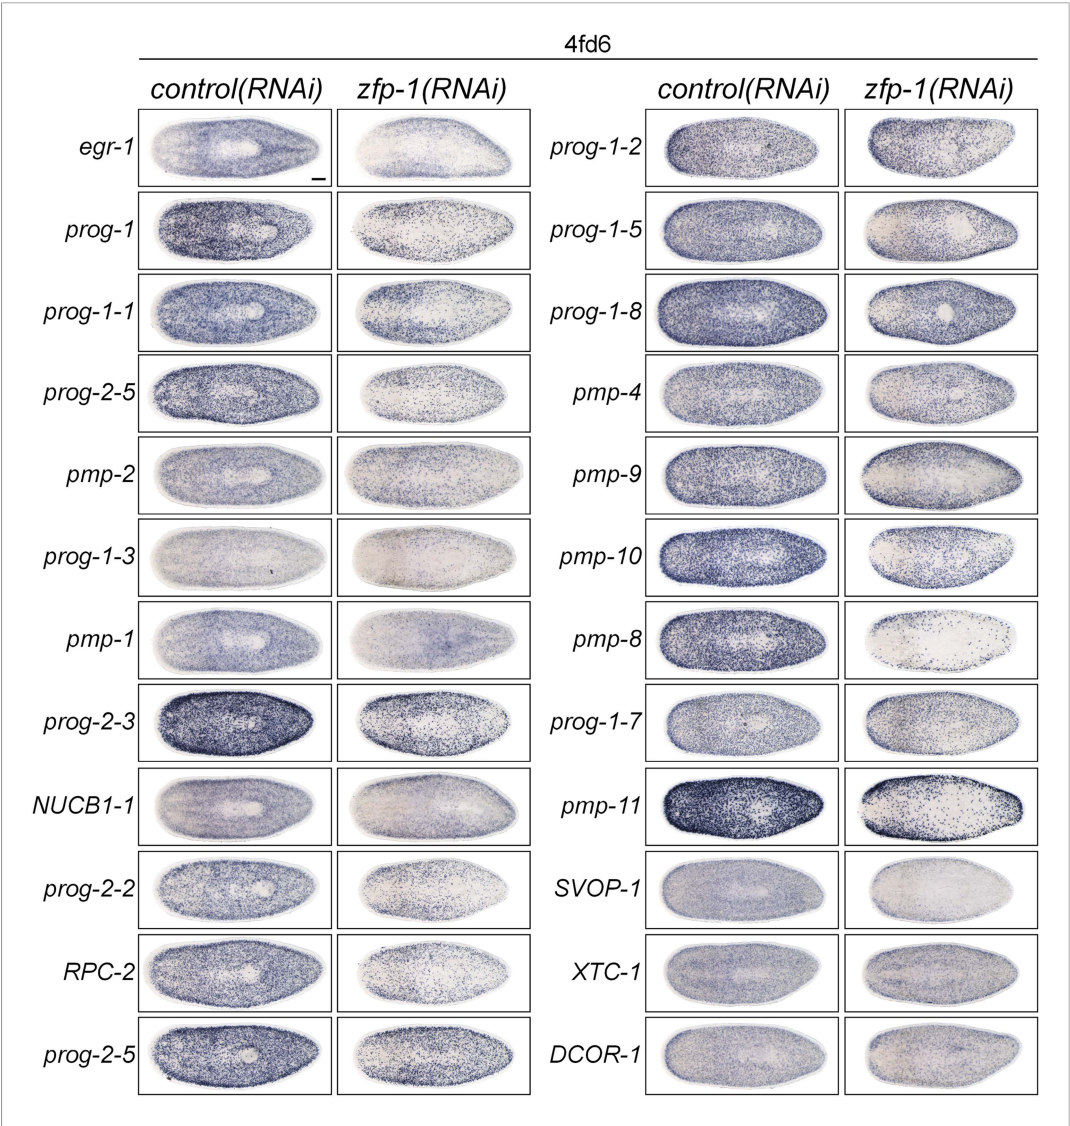 4fd6
control(RNAi) zfp-1(RNAi) control(RNAi) zfp-1(RNAi)
egr-1 prog-1-2
prog-1 prog-1-5
prog-1-1 prog-1-8
prog-2-5 pmp-4
pmp-2 pmp-9
prog-1-3 pmp-10
pmp-1 pmp-8
prog-2-3 prog-1-7
NUCB1-1 pmp-11
prog-2-2 SVOP-1
RPC-2 XTC-1
prog-2-5 DCOR-1